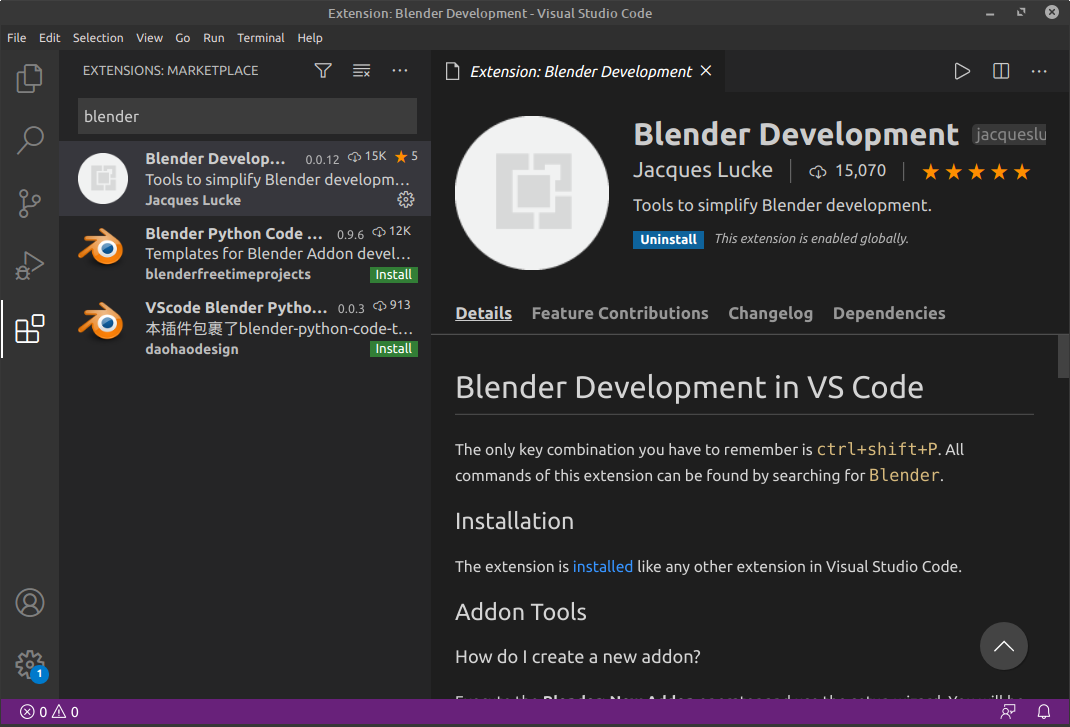 Extension: Blender Development - Visual Studio Code
File Edit Selection View Go Run Terminal Help
EXTENSIONS: MARKETPLACE
blender
Blender Develop... 0.0.12 15K 5
Tools to simplify Blender developm...
Jacques Lucke
Blender Python Code ... 0.9.6 12K
Templates for Blender Addon devel...
blenderfreetimeprojects Install
VScode Blender Pytho... 0.0.3 913
本插件包裹了blender-python-code-t...
daohaodesign Install
1
0 0
Extension: Blender Development
Blender Development jacqueslu
Jacques Lucke 15,070
Tools to simplify Blender development.
Uninstall This extension is enabled globally.
Details Feature Contributions Changelog Dependencies
Blender Development in VS Code
The only key combination you have to remember is ctrl+shift+P. All
commands of this extension can be found by searching for Blender.
Installation
The extension is installed like any other extension in Visual Studio Code.
Addon Tools
How do I create a new addon?